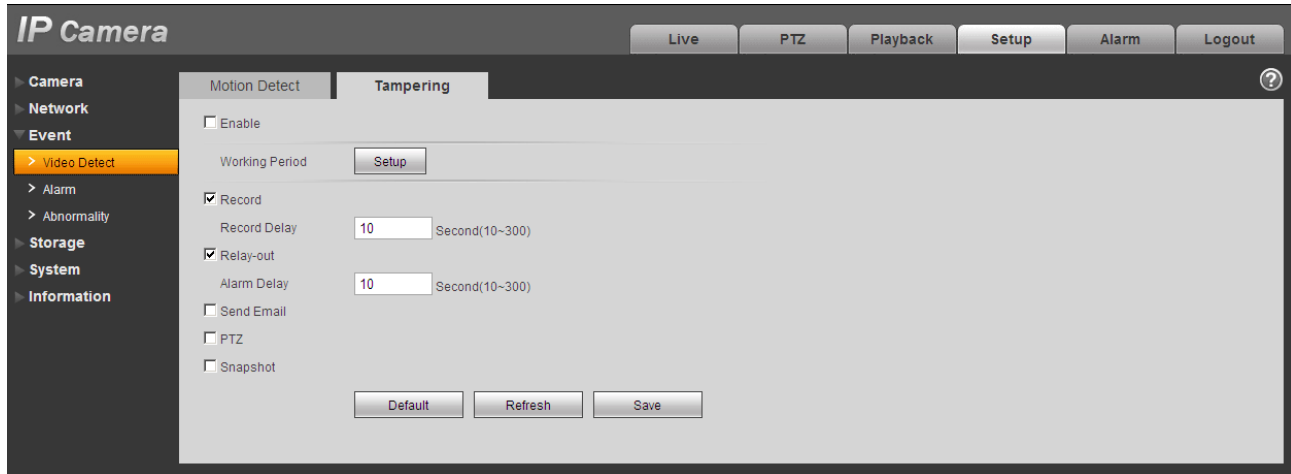 IP Camera
Live PTZ Playback Setup Alarm Logout
Camera
Network
Event
> Video Detect
> Alarm
> Abnormality
Storage
System
Information
Motion Detect Tampering
?
Enable
Working Period Setup
Record
Record Delay 10 Second(10~300)
Relay-out
Alarm Delay 10 Second(10~300)
Send Email
PTZ
Snapshot
Default Refresh Save